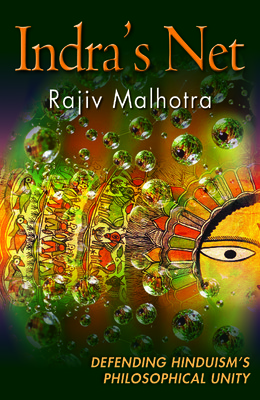 Indra's Net
Rajiv Malhotra
DEFENDING HINDUISM'S
PHILOSOPHICAL UNITY